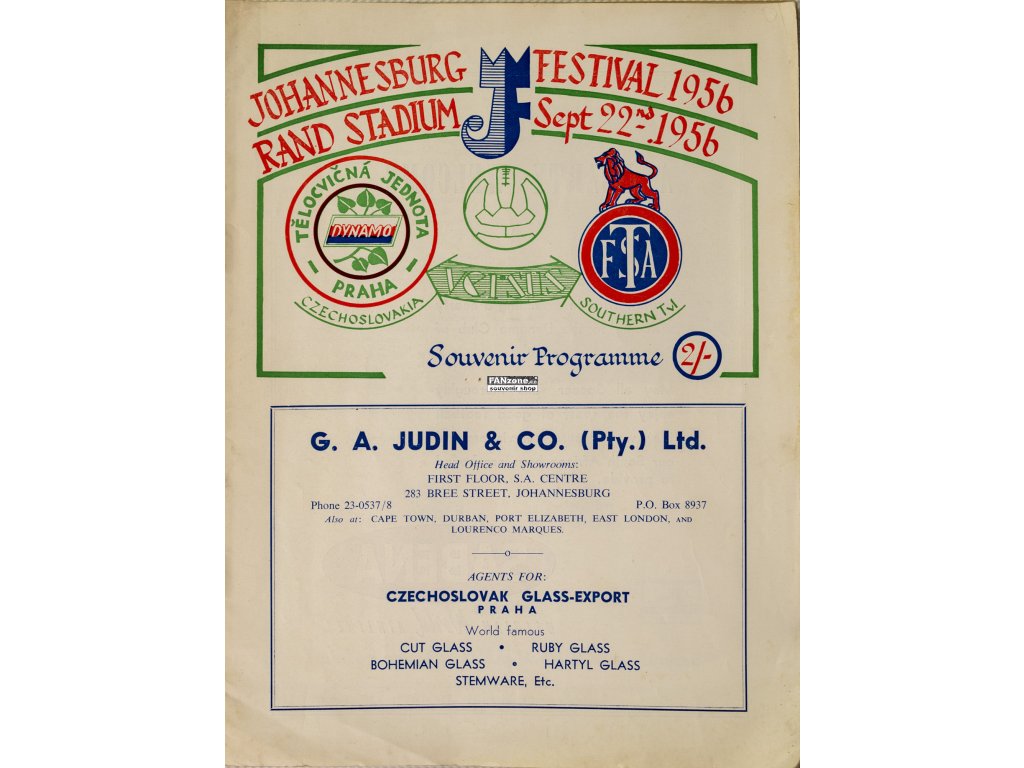 JOHANNESBURG FESTIVAL 1956
RAND STADIUM Sept 22nd. 1956
JF
TĚLOCVIČNÁ JEDNOTA
DYNAMO
PRAHA
CZECHOSLOVAKIA
VERSUS
FTSA
SOUTHERN Tvl
Souvenir Programme 2/-
FANzone.cz
souvenir shop
G. A. JUDIN & CO. (Pty.) Ltd.
Head Office and Showrooms:
FIRST FLOOR, S.A. CENTRE
283 BREE STREET, JOHANNESBURG
Phone 23-0537/8 P.O. Box 8937
Also at: CAPE TOWN, DURBAN, PORT ELIZABETH, EAST LONDON, AND
LOURENCO MARQUES.
AGENTS FOR:
CZECHOSLOVAK GLASS-EXPORT
PRAHA
World famous
CUT GLASS • RUBY GLASS
BOHEMIAN GLASS • HARTYL GLASS
STEMWARE, Etc.